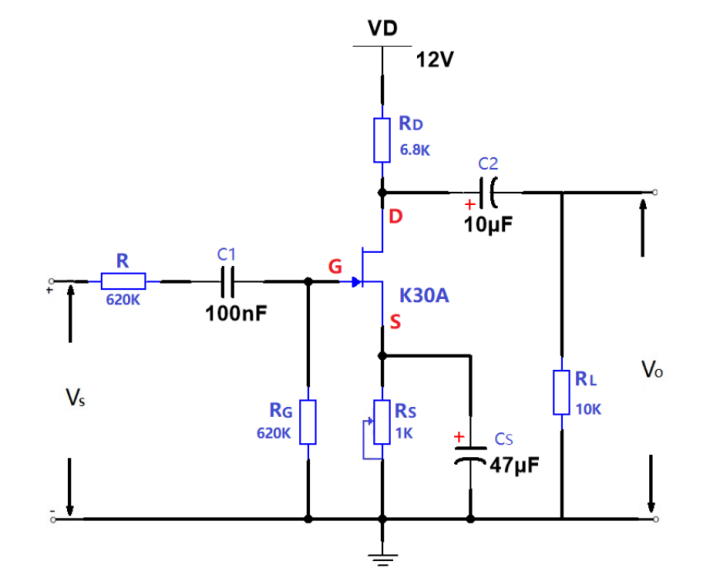 VD
12V
RD
6.8K
C2
+
10μF
D
R
620K
C1
100nF
G
K30A
S
+
Vs
RG
620K
RS
1K
+
CS
47μF
RL
10K
Vo
-